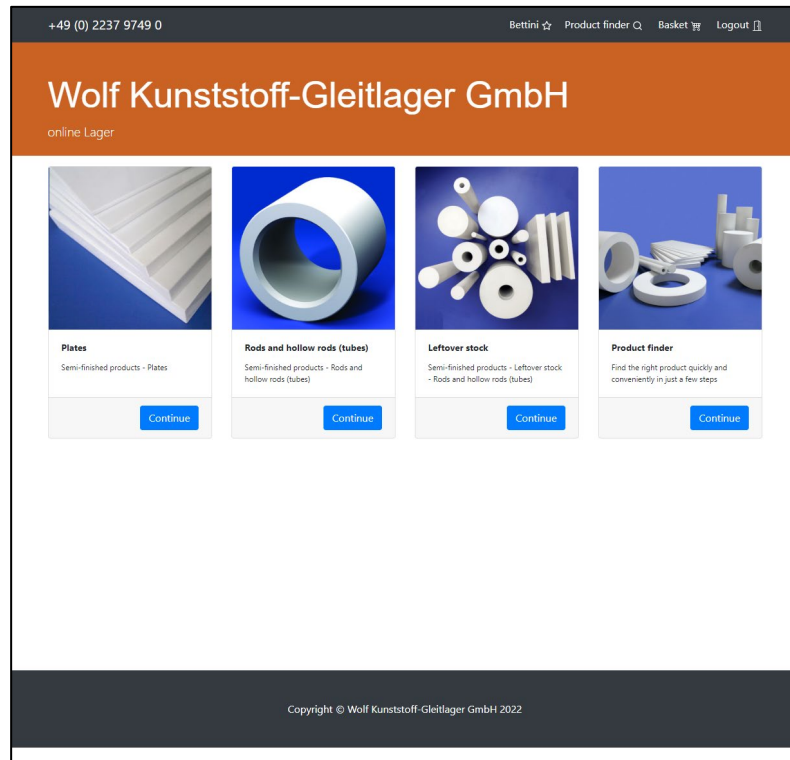 +49 (0) 2237 9749 0
Bettini Product finder Basket Logout
Wolf Kunststoff-Gleitlager GmbH
online Lager
Plates
Semi-finished products - Plates
Continue
Rods and hollow rods (tubes)
Semi-finished products - Rods and
hollow rods (tubes)
Continue
Leftover stock
Semi-finished products - Leftover stock
- Rods and hollow rods (tubes)
Continue
Product finder
Find the right product quickly and
conveniently in just a few steps
Continue
Copyright © Wolf Kunststoff-Gleitlager GmbH 2022